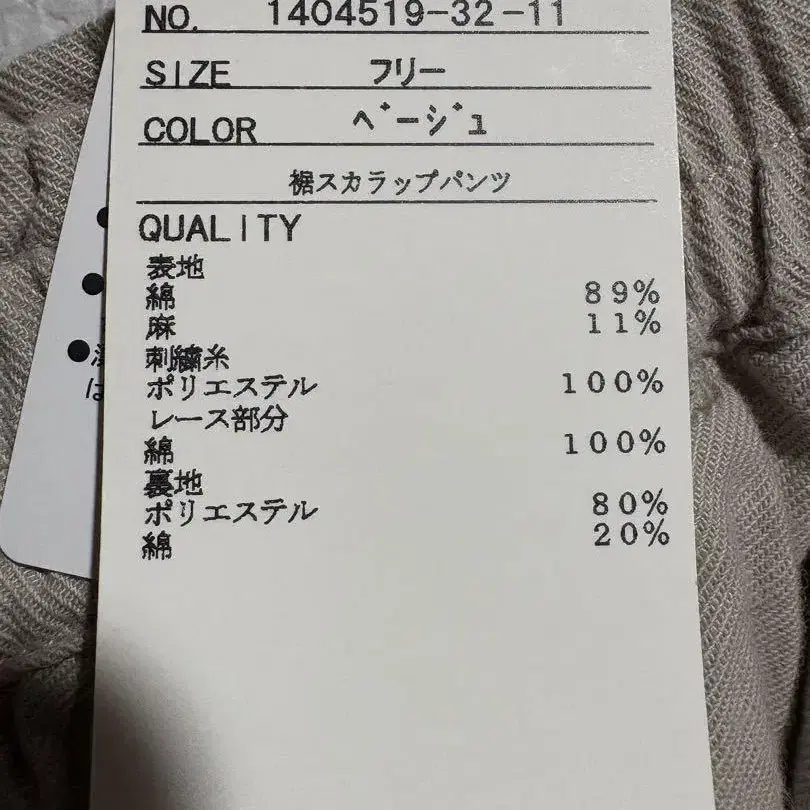 NO. 1404519-32-11
SIZE フリー
COLOR ベージュ
裾スカラップパンツ
QUALITY
表地
綿 89%
麻 11%
刺繍糸
ポリエステル 100%
レース部分
綿 100%
裏地
ポリエステル 80%
綿 20%